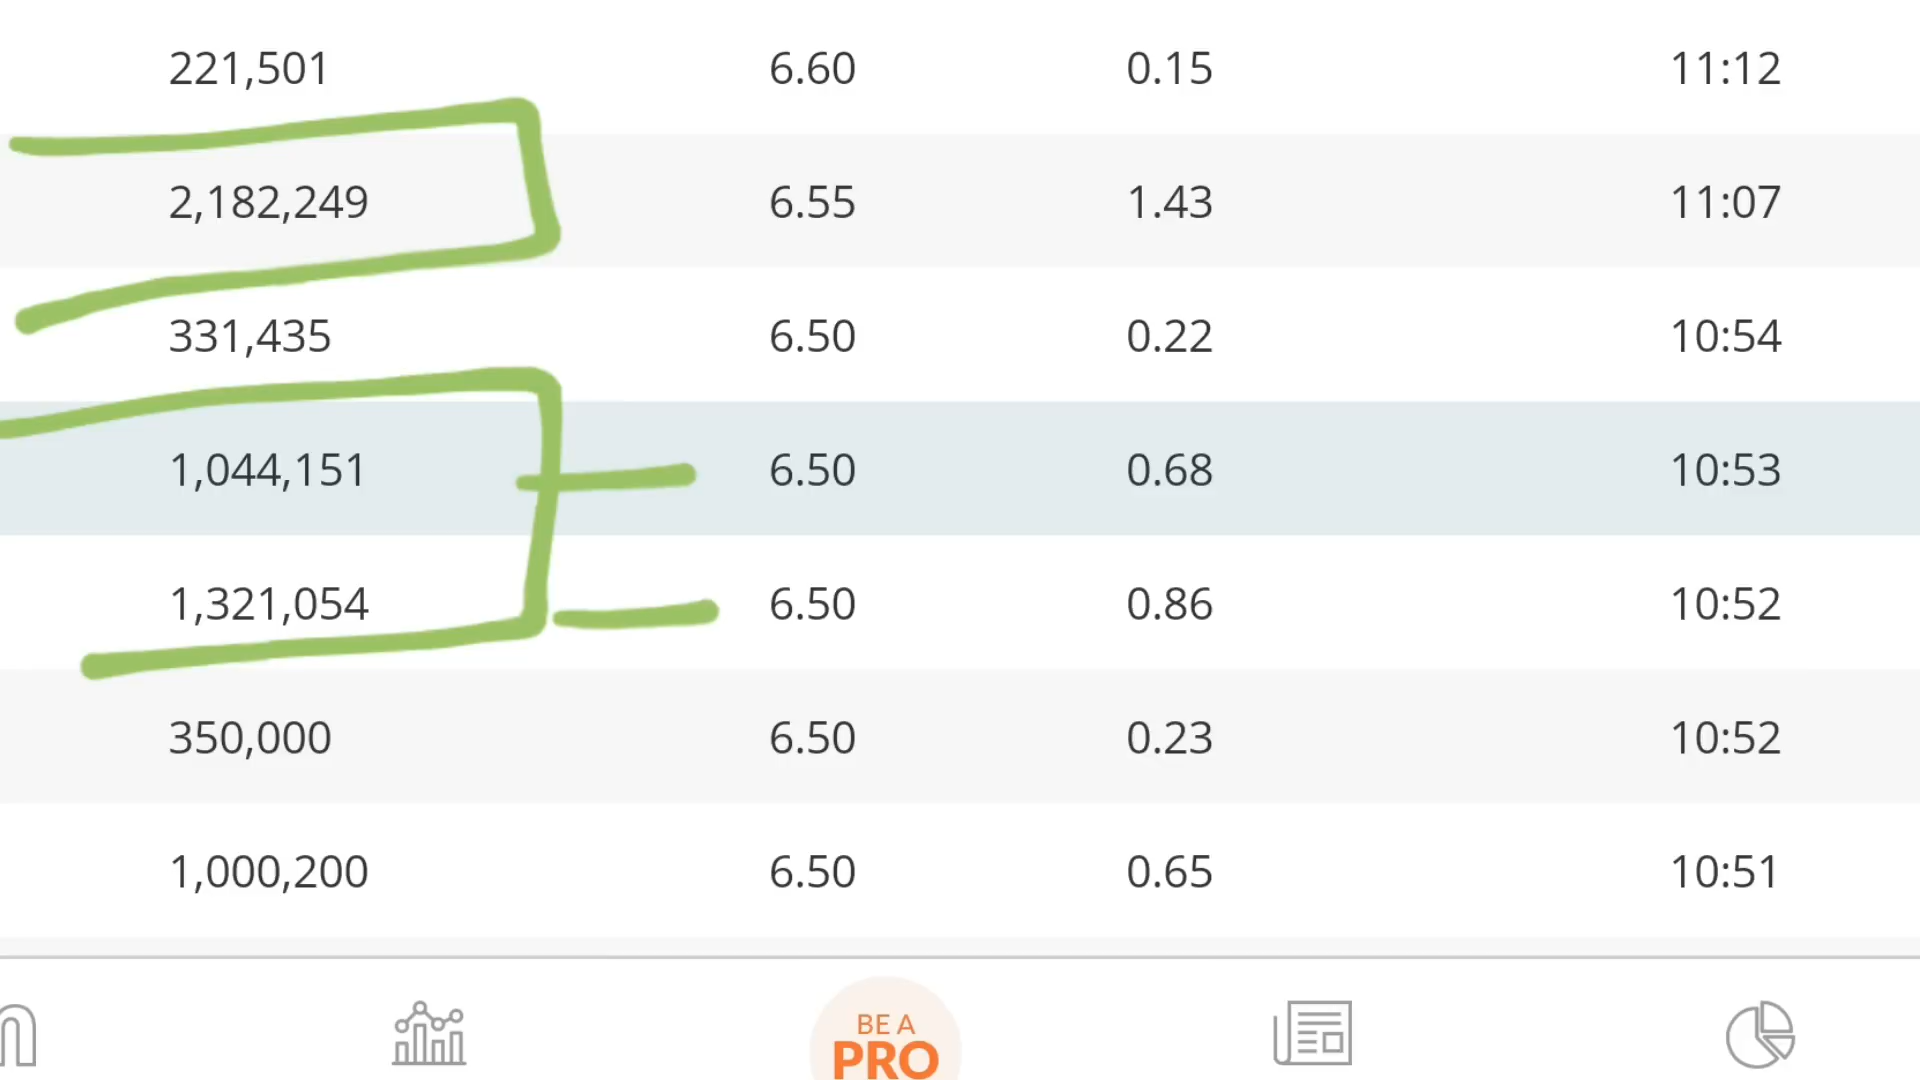 221,501 6.60 0.15 11:12
2,182,249 6.55 1.43 11:07
331,435 6.50 0.22 10:54
1,044,151 6.50 0.68 10:53
1,321,054 6.50 0.86 10:52
350,000 6.50 0.23 10:52
1,000,200 6.50 0.65 10:51
BE A
PRO